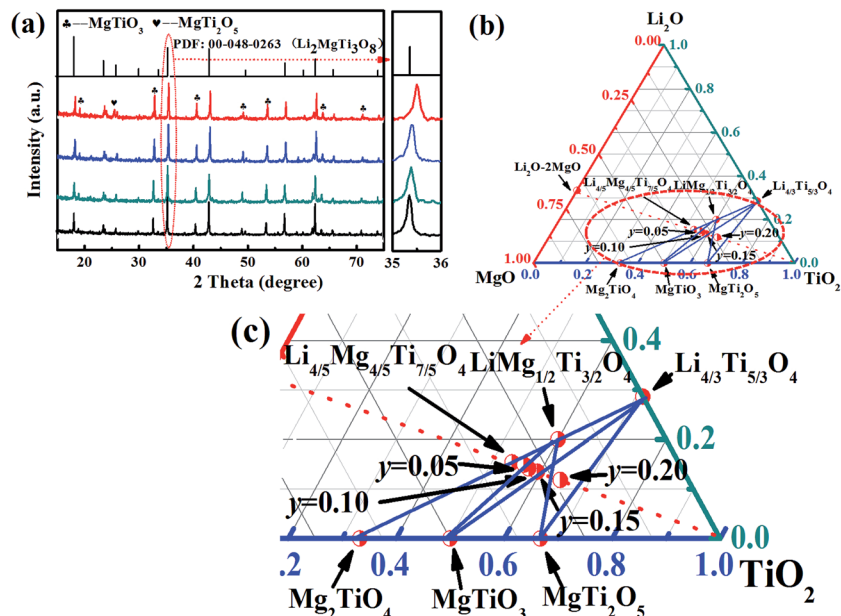 (a)
♣—MgTiO₃ ♥—MgTi₂O₅
PDF: 00-048-0263 (Li₂MgTi₃O₈)
Intensity (a.u.)
20 30 40 50 60 70 35 36
2 Theta (degree)
(b)
Li₂O
0.00 1.0
0.25 0.8
0.50 0.6
0.75 0.4
1.00 0.2
0.0
Li₂O-2MgO
Li₄/₅Mg₄/₅Ti₇/₅O₄ LiMg₁/₂Ti₃/₂O₄ Li₄/₃Ti₅/₃O₄
y=0.05
y=0.20
y=0.10
y=0.15
MgO
0.0 0.2 0.4 0.6 0.8 1.0
TiO₂
Mg₂TiO₄
MgTiO₃
MgTi₂O₅
(c)
0.4
Li₄/₅Mg₄/₅Ti₇/₅O₄ LiMg₁/₂Ti₃/₂O₄ Li₄/₃Ti₅/₃O₄
0.2
y=0.05
y=0.20
y=0.10
y=0.15
0.0
.2 0.4 0.6 0.8 1.0
TiO₂
Mg₂TiO₄
MgTiO₃
MgTi₂O₅